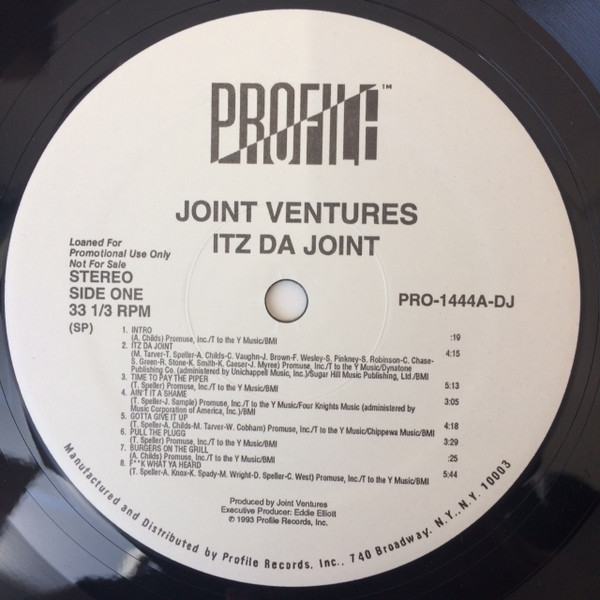 PROFILE™
JOINT VENTURES
ITZ DA JOINT
Loaned For
Promotional Use Only
Not For Sale
STEREO
SIDE ONE
33 1/3 RPM
(SP)
PRO-1444A-DJ
1. INTRO
(A. Childs) Promuse, Inc./T to the Y Music/BMI :19
2. ITZ DA JOINT
(M. Tarver-T. Speller-A. Childs-C. Vaughn-J. Brown-F. Wesley-S. Pinkney-S. Robinson-C. Chase- 4:15
S. Green-R. Stone-K. Smith-K. Caeser-J. Myree) Promuse, Inc./T to the Y Music/Dynatone
Publishing Co. (administered by Unichappell Music, Inc.)/Sugar Hill Music Publishing, Ltd./BMI
3. TIME TO PAY THE PIPER
(T. Speller) Promuse, Inc./T to the Y Music/BMI 5:13
4. AIN'T IT A SHAME
(T. Speller-J. Sample) Promuse, Inc./T to the Y Music/Four Knights Music (administered by 3:05
Music Corporation of America, Inc.)/BMI
5. GOTTA GIVE IT UP
(T. Speller-A. Childs-M. Tarver-W. Cobham) Promuse, Inc./T to the Y Music/Chippewa Music/BMI 4:18
6. PULL THE PLUGG
(T. Speller) Promuse, Inc./T to the Y Music/BMI 3:29
7. BURGERS ON THE GRILL
(A. Childs) Promuse, Inc./T to the Y Music/BMI :25
8. F**K WHAT YA HEARD
(T. Speller-A. Knox-K. Spady-M. Wright-D. Speller-C. West) Promuse, Inc./T to the Y Music/BMI 5:44
Produced by Joint Ventures
Executive Producer: Eddie Elliott
© 1993 Profile Records, Inc.
Manufactured and Distributed by Profile Records, Inc., 740 Broadway, N.Y., N.Y. 10003